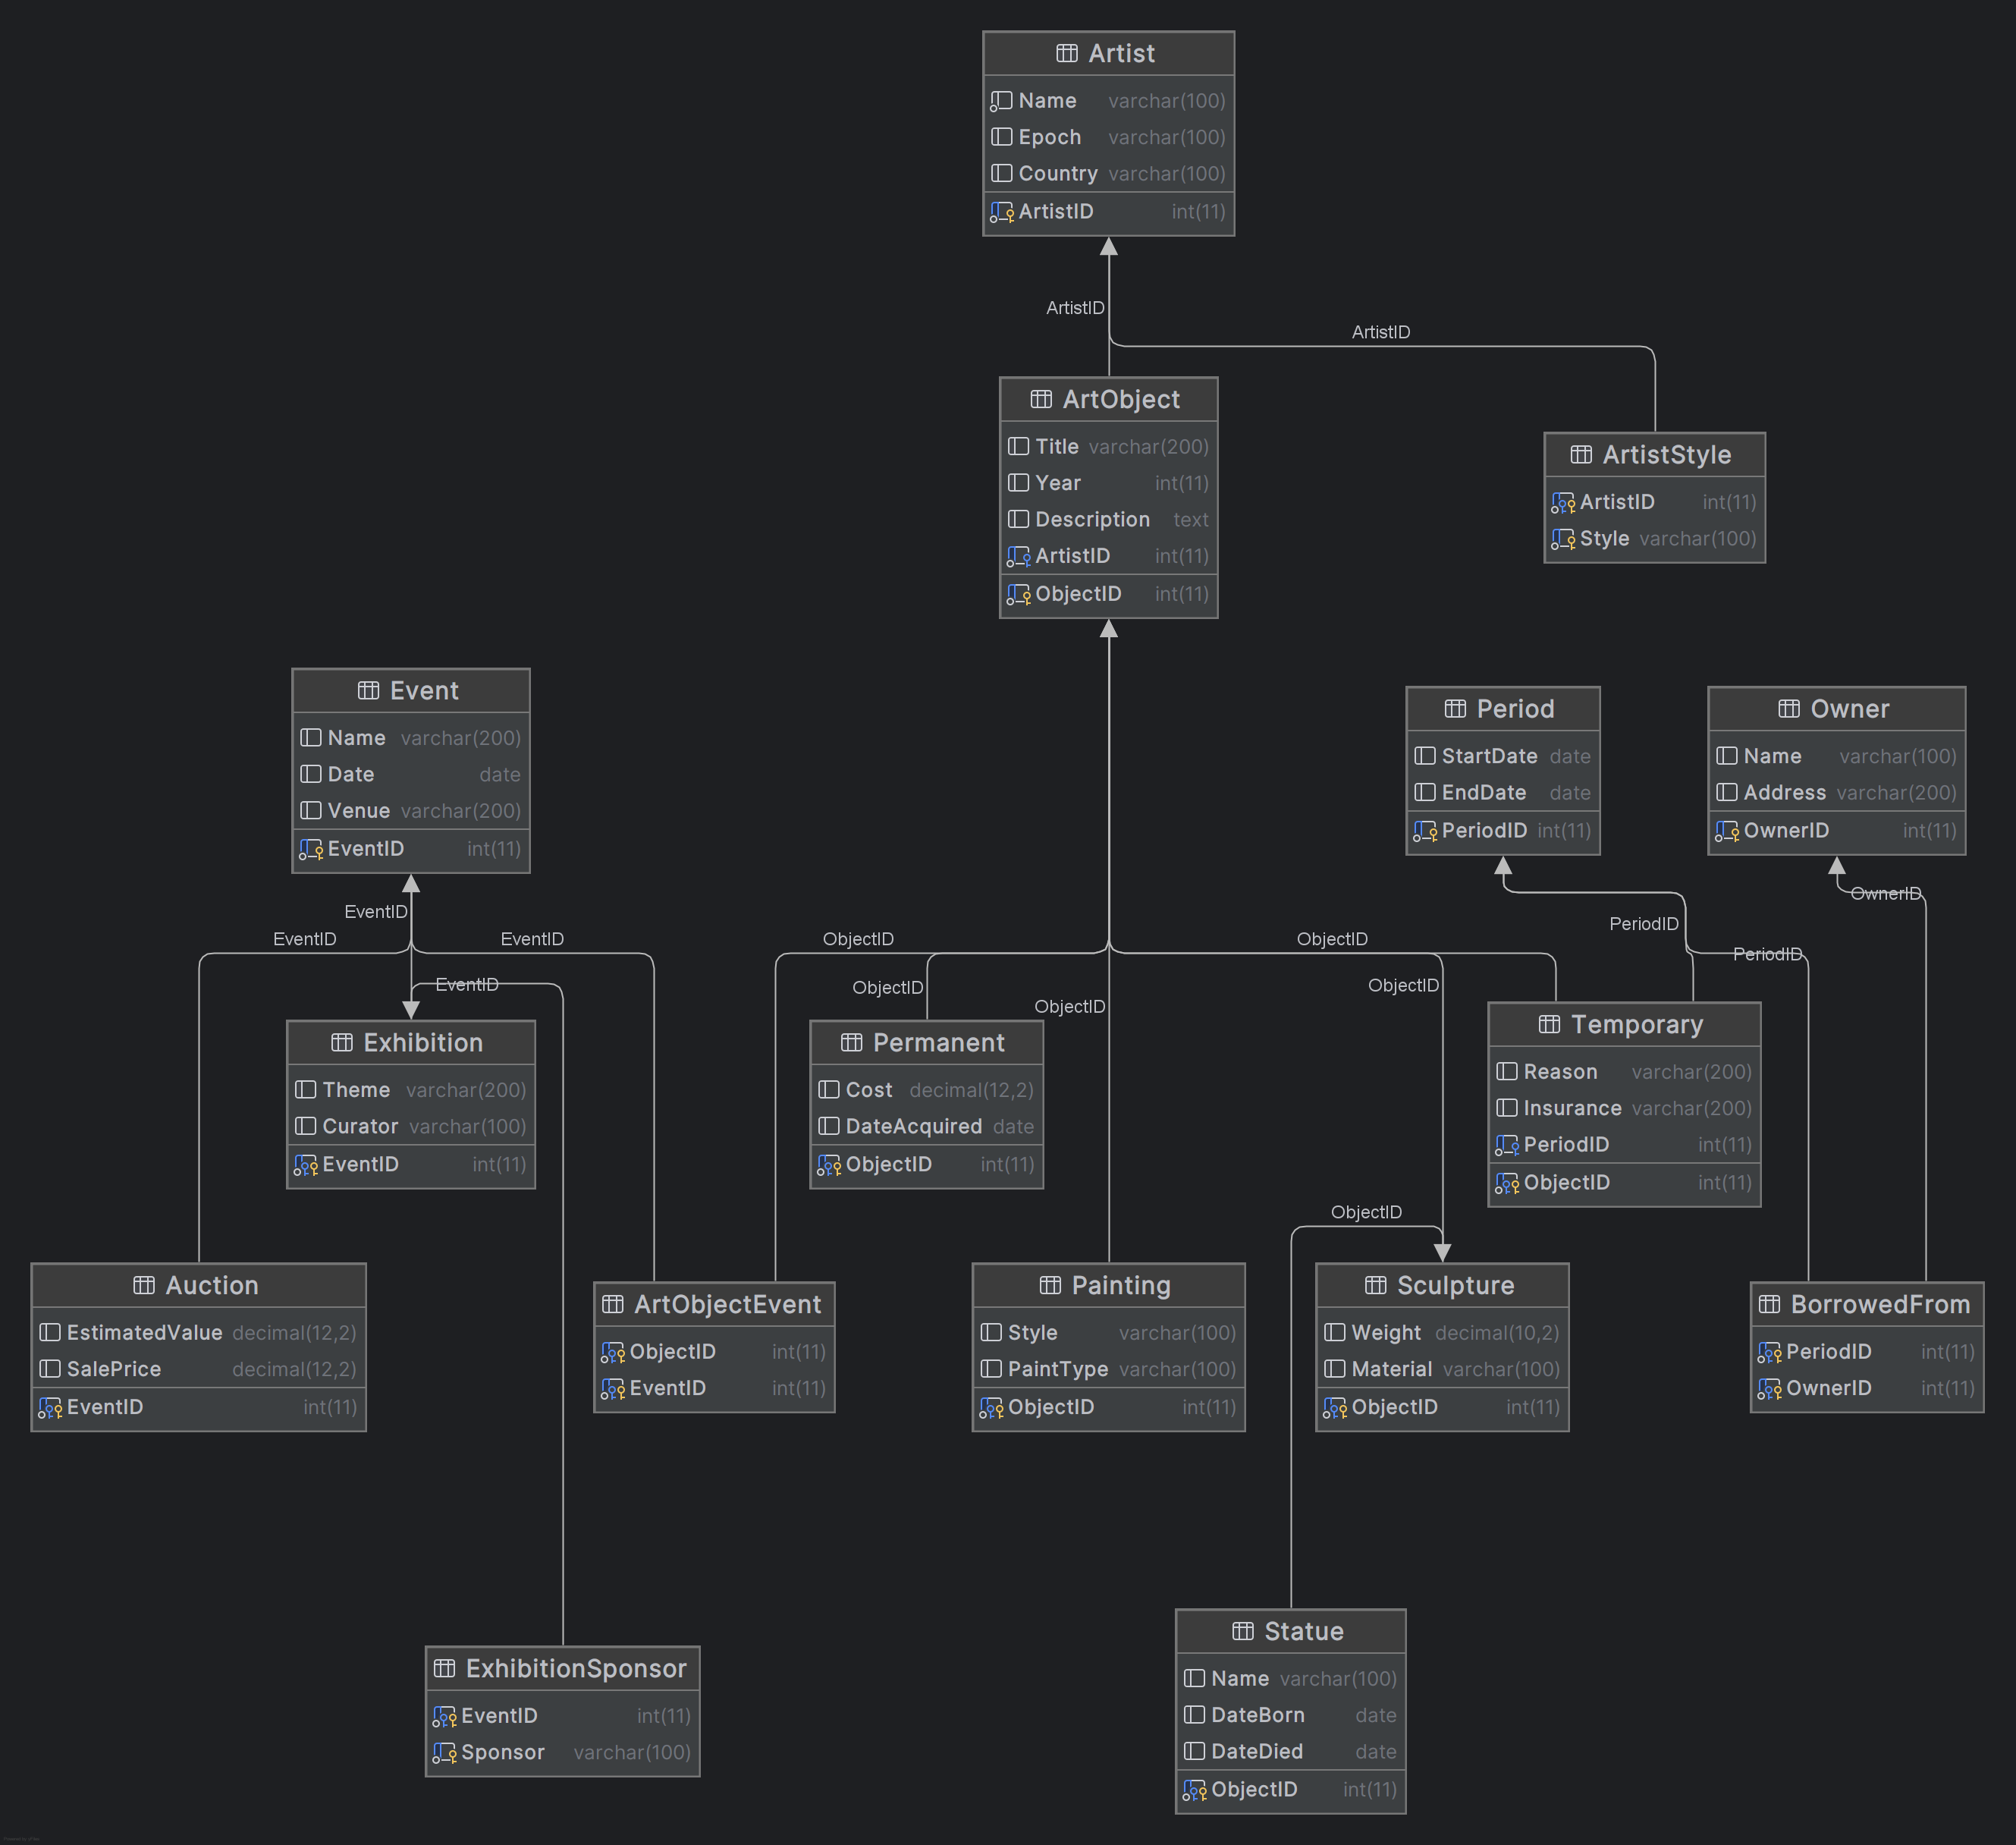 Artist
Name varchar(100)
Epoch varchar(100)
Country varchar(100)
ArtistID int(11)
ArtistID
ArtistID
ArtObject
Title varchar(200)
Year int(11)
Description text
ArtistID int(11)
ObjectID int(11)
ArtistStyle
ArtistID int(11)
Style varchar(100)
Event
Name varchar(200)
Date date
Venue varchar(200)
EventID int(11)
Period
StartDate date
EndDate date
PeriodID int(11)
Owner
Name varchar(100)
Address varchar(200)
OwnerID int(11)
EventID
EventID
EventID
EventID
ObjectID
ObjectID
ObjectID
ObjectID
ObjectID
PeriodID
PeriodID
OwnerID
Exhibition
Theme varchar(200)
Curator varchar(100)
EventID int(11)
Permanent
Cost decimal(12,2)
DateAcquired date
ObjectID int(11)
Temporary
Reason varchar(200)
Insurance varchar(200)
PeriodID int(11)
ObjectID int(11)
ObjectID
Auction
EstimatedValue decimal(12,2)
SalePrice decimal(12,2)
EventID int(11)
ArtObjectEvent
ObjectID int(11)
EventID int(11)
Painting
Style varchar(100)
PaintType varchar(100)
ObjectID int(11)
Sculpture
Weight decimal(10,2)
Material varchar(100)
ObjectID int(11)
BorrowedFrom
PeriodID int(11)
OwnerID int(11)
ExhibitionSponsor
EventID int(11)
Sponsor varchar(100)
Statue
Name varchar(100)
DateBorn date
DateDied date
ObjectID int(11)